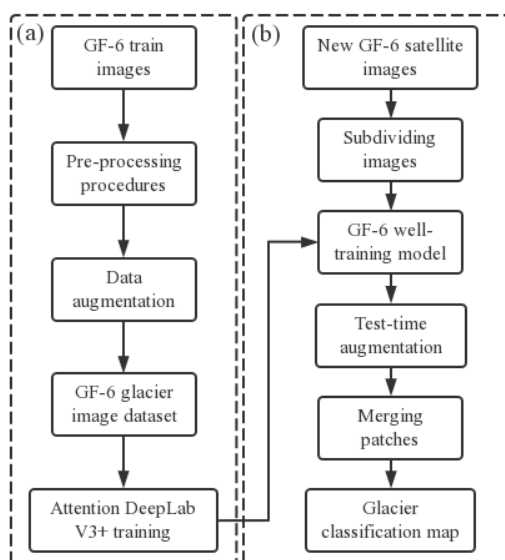 (a)
GF-6 train
images
Pre-processing
procedures
Data
augmentation
GF-6 glacier
image dataset
Attention DeepLab
V3+ training
(b)
New GF-6 satellite
images
Subdividing
images
GF-6 well-
training model
Test-time
augmentation
Merging
patches
Glacier
classification map